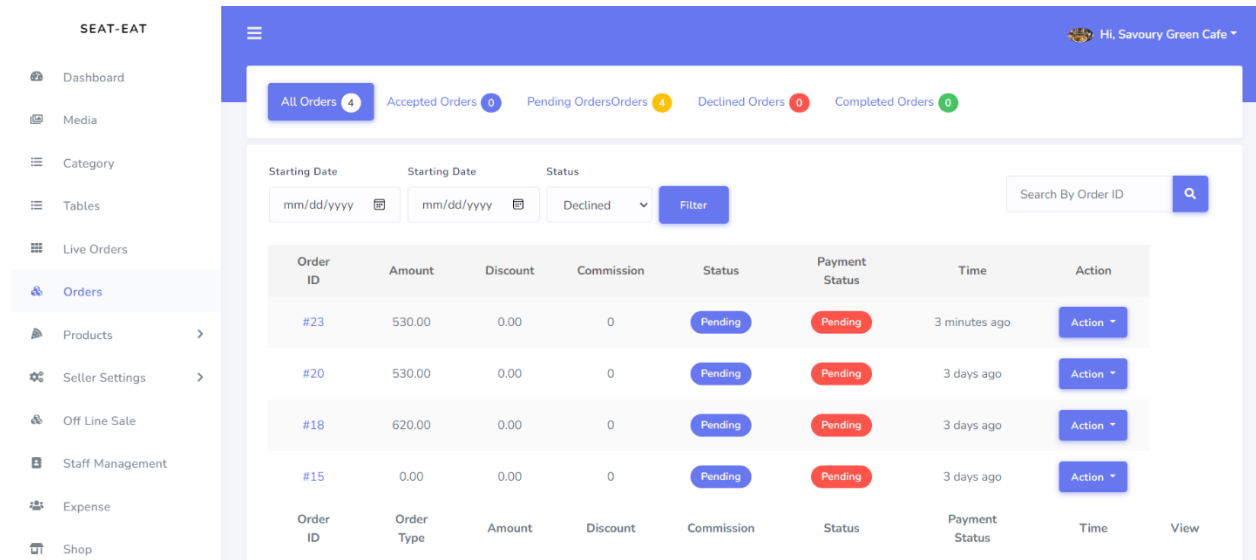 SEAT-EAT
Hi, Savoury Green Cafe
Dashboard
Media
Category
Tables
Live Orders
Orders
Products
Seller Settings
Off Line Sale
Staff Management
Expense
Shop
All Orders 4 Accepted Orders 0 Pending OrdersOrders 4 Declined Orders 0 Completed Orders 0
Starting Date Starting Date Status
mm/dd/yyyy mm/dd/yyyy Declined Filter Search By Order ID
Order ID Amount Discount Commission Status Payment Status Time Action
#23 530.00 0.00 0 Pending Pending 3 minutes ago Action
#20 530.00 0.00 0 Pending Pending 3 days ago Action
#18 620.00 0.00 0 Pending Pending 3 days ago Action
#15 0.00 0.00 0 Pending Pending 3 days ago Action
Order ID Order Type Amount Discount Commission Status Payment Status Time View